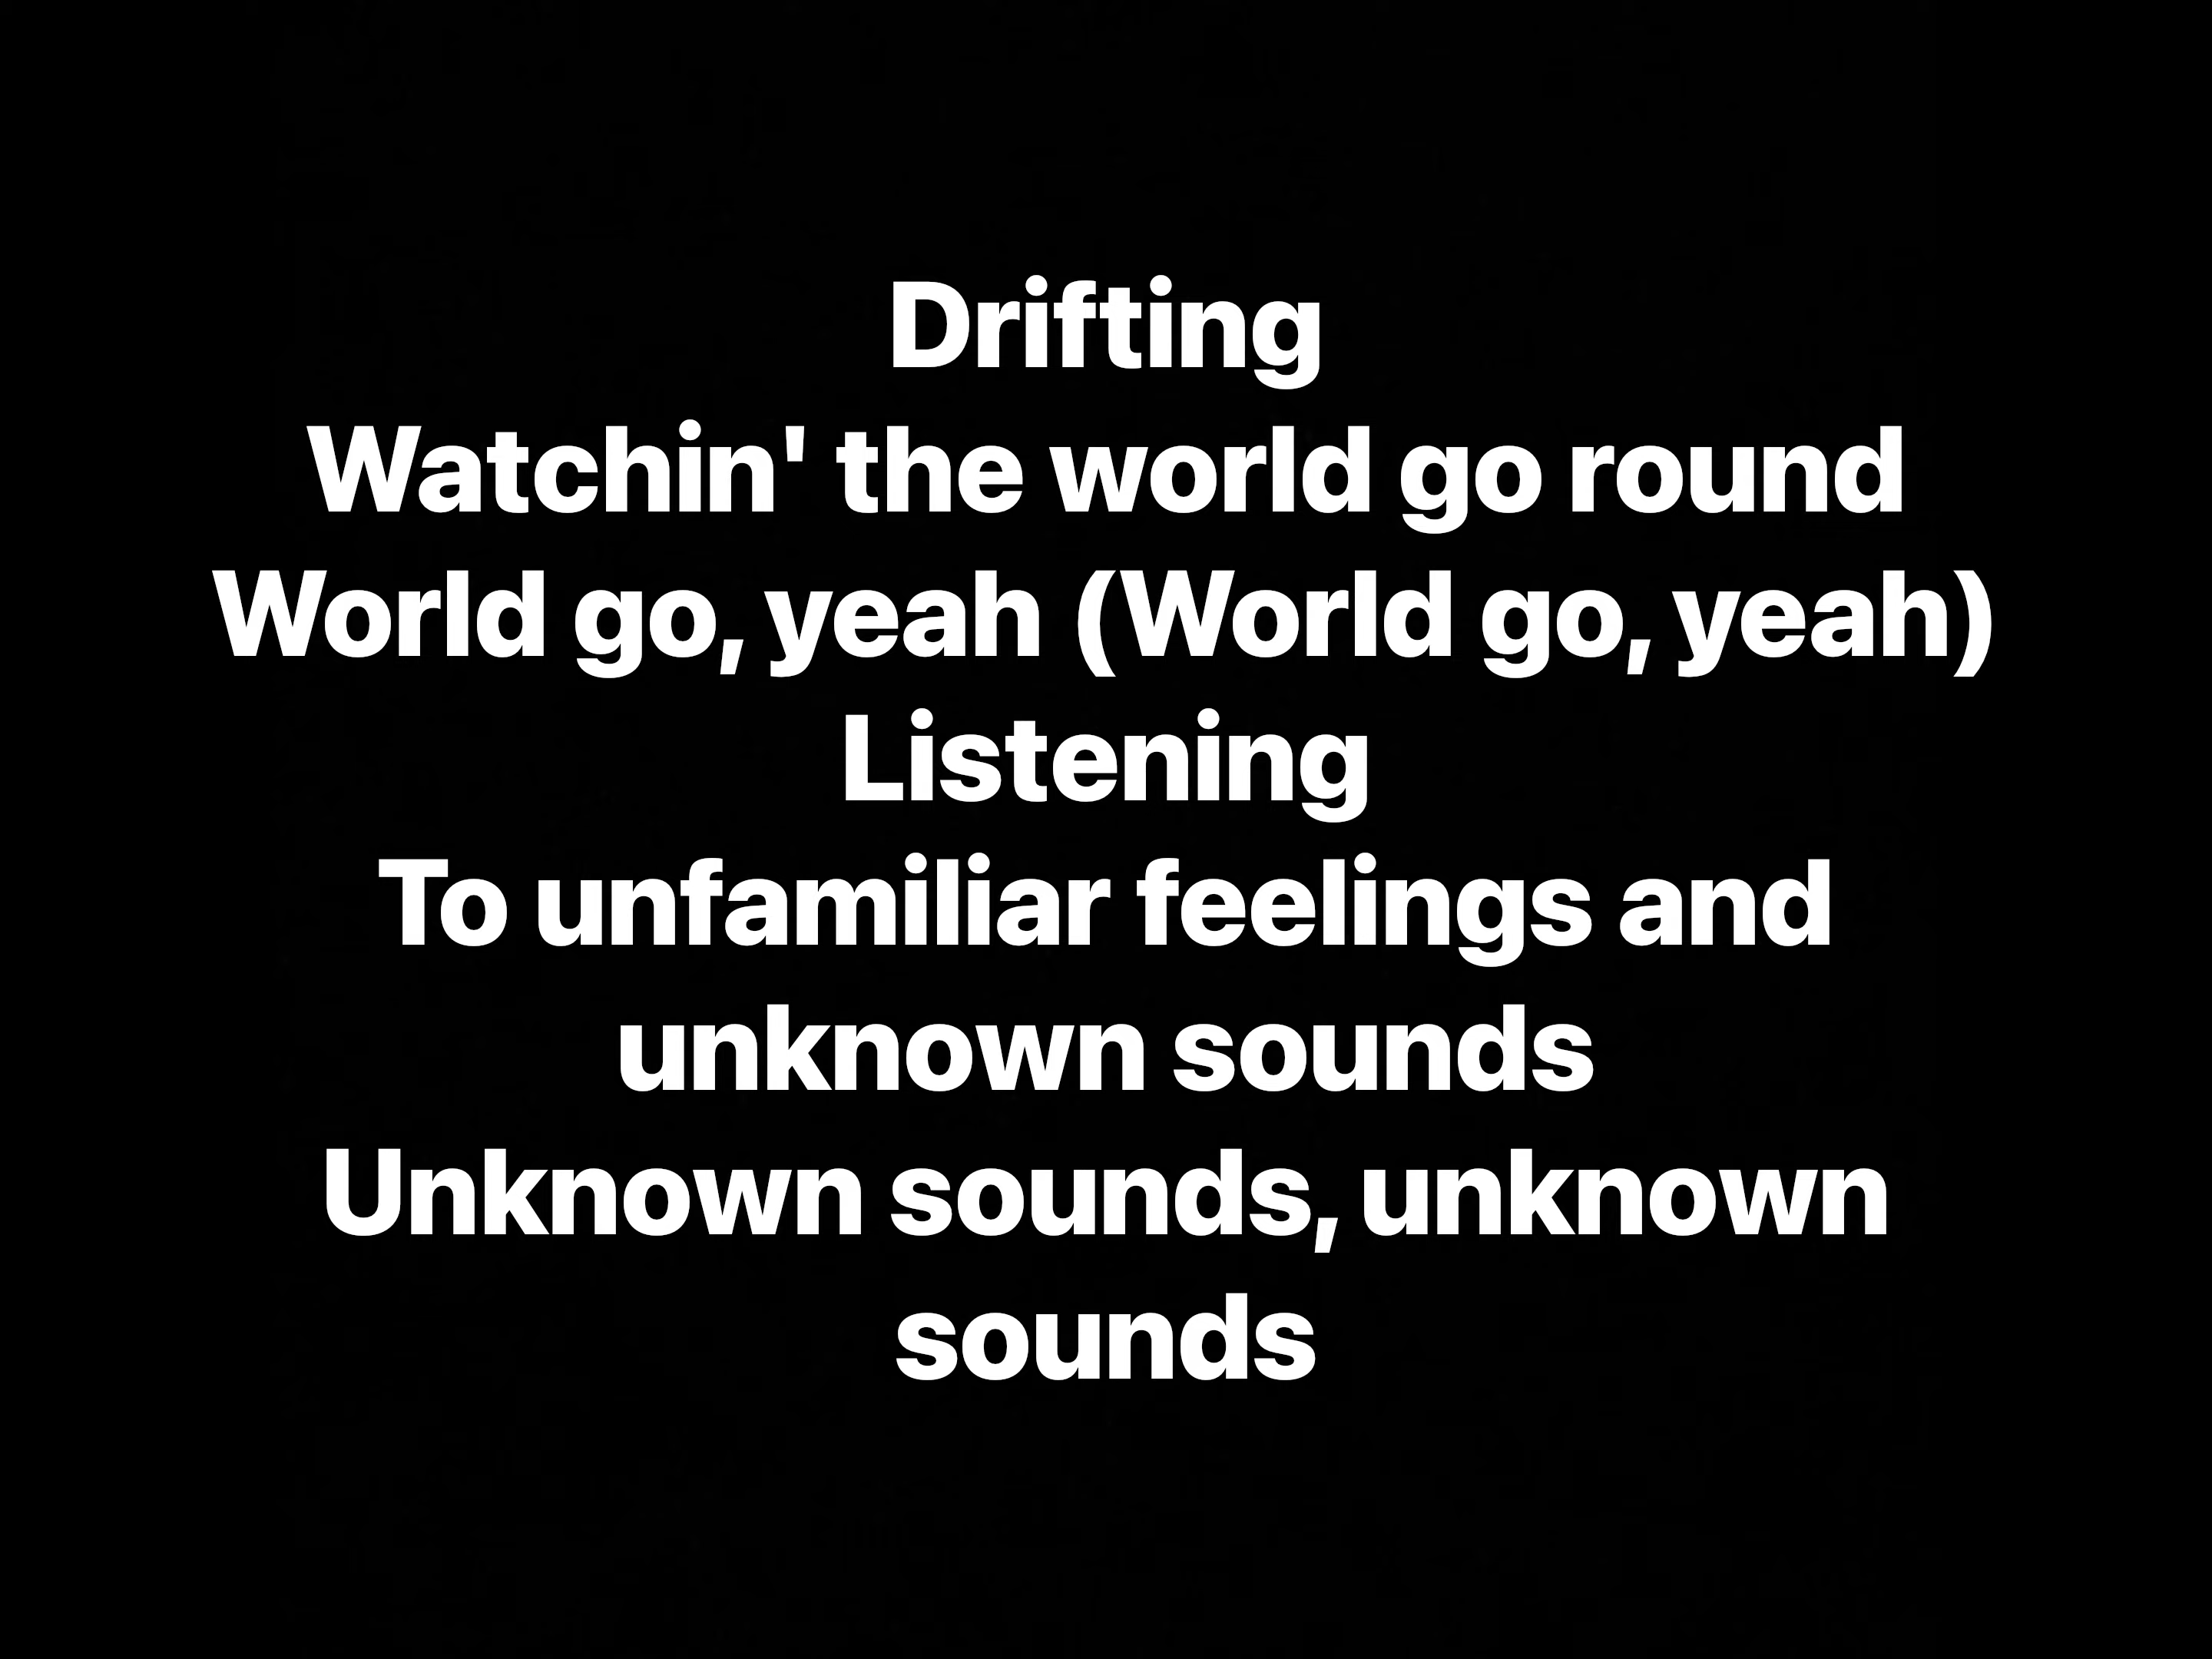 Drifting
Watchin' the world go round
World go, yeah (World go, yeah)
Listening
To unfamiliar feelings and
unknown sounds
Unknown sounds, unknown
sounds